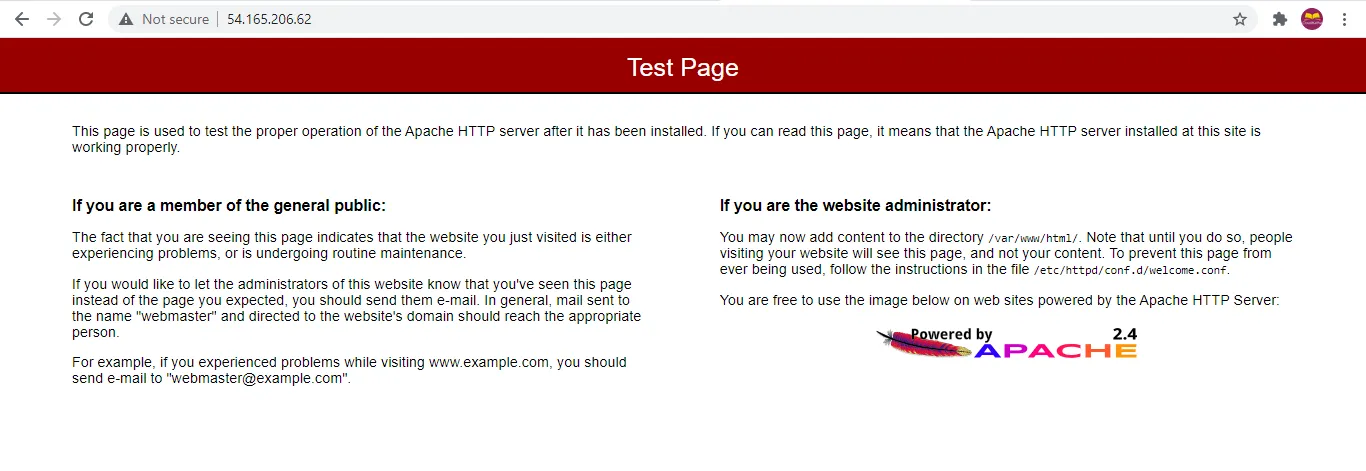 Not secure | 54.165.206.62
Test Page
This page is used to test the proper operation of the Apache HTTP server after it has been installed. If you can read this page, it means that the Apache HTTP server installed at this site is
working properly.
If you are a member of the general public:
The fact that you are seeing this page indicates that the website you just visited is either
experiencing problems, or is undergoing routine maintenance.
If you would like to let the administrators of this website know that you've seen this page
instead of the page you expected, you should send them e-mail. In general, mail sent to
the name "webmaster" and directed to the website's domain should reach the appropriate
person.
For example, if you experienced problems while visiting www.example.com, you should
send e-mail to "webmaster@example.com".
If you are the website administrator:
You may now add content to the directory /var/www/html/. Note that until you do so, people
visiting your website will see this page, and not your content. To prevent this page from
ever being used, follow the instructions in the file /etc/httpd/conf.d/welcome.conf.
You are free to use the image below on web sites powered by the Apache HTTP Server:
Powered by 2.4
APACHE